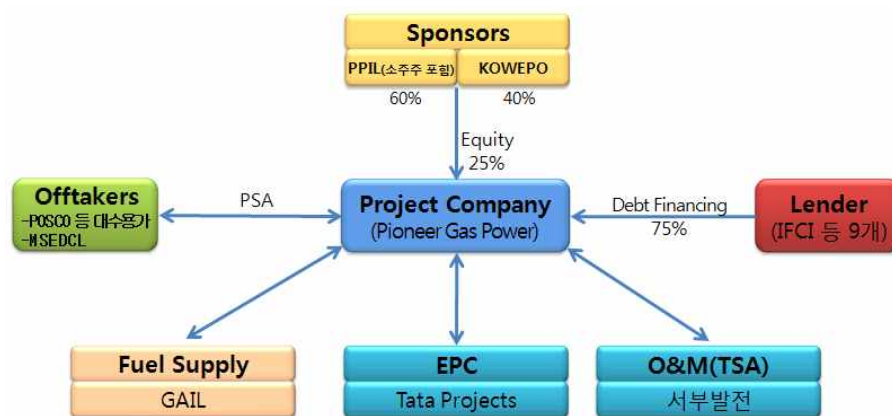 Sponsors
PPIL(소주주 포함) KOWEPO
60% 40%
Equity
25%
Offtakers
-POSCO 등 대수용가
-MSEDCL
PSA
Project Company
(Pioneer Gas Power)
Debt Financing
75%
Lender
(IFCI 등 9개)
Fuel Supply
GAIL
EPC
Tata Projects
O&M(TSA)
서부발전